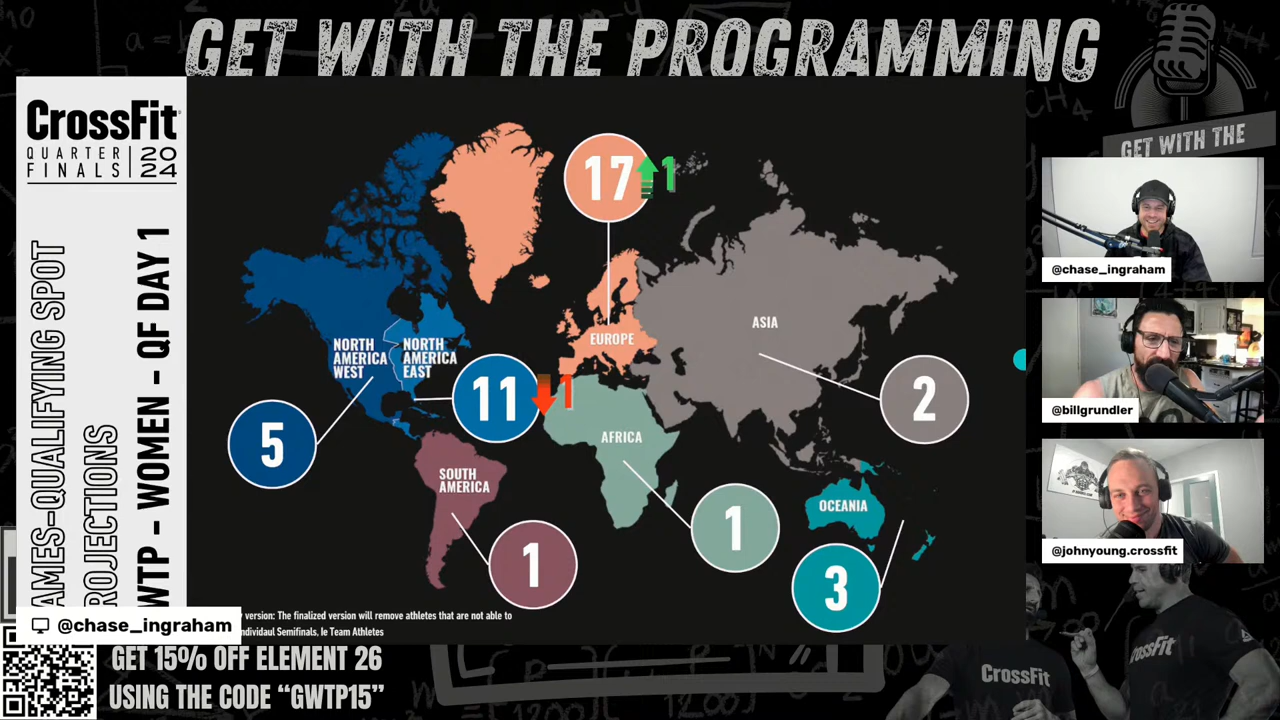 GET WITH THE PROGRAMMING
CrossFit
QUARTER
FINALS
20
24
AMES-QUALIFYING SPOT
ROJECTIONS
WTP - WOMEN - QF DAY 1
17
1
NORTH
AMERICA
WEST
NORTH
AMERICA
EAST
EUROPE
ASIA
11
1
2
5
AFRICA
SOUTH
AMERICA
OCEANIA
1
1
3
version: The finalized version will remove athletes that are not able to
ndividaul Semifinals, Ie Team Athletes
@chase_ingraham
GET 15% OFF ELEMENT 26
USING THE CODE “GWTP15”
GET WITH THE
@chase_ingraham
@billgrundler
@johnyoung.crossfit
CrossFit
CrossFit